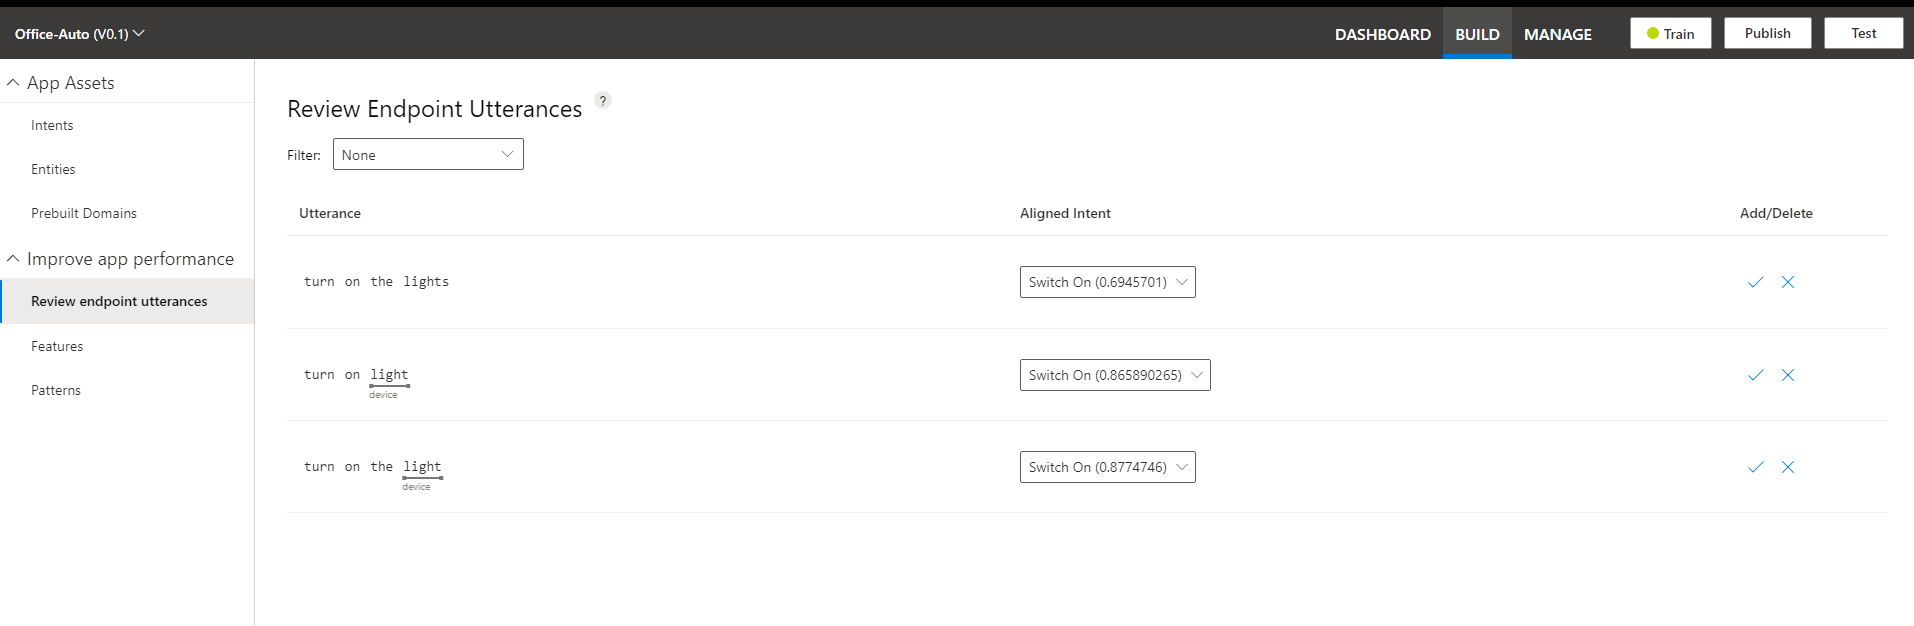 Office-Auto (V0.1)
DASHBOARD BUILD MANAGE Train Publish Test
App Assets
Intents
Entities
Prebuilt Domains
Improve app performance
Review endpoint utterances
Features
Patterns
Review Endpoint Utterances ?
Filter: None
Utterance Aligned Intent Add/Delete
turn on the lights Switch On (0.6945701)
turn on light Switch On (0.865890265)
device
turn on the light Switch On (0.8774746)
device